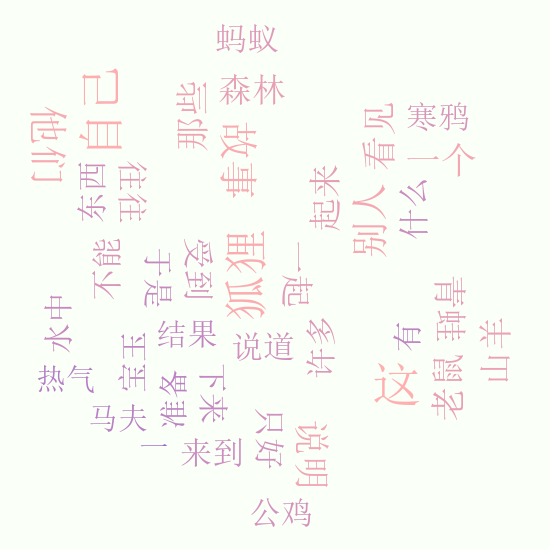 蚂蚁
森林
自己
那些
故事
他们
看见
寒鸦
一个
东西
往往
起来
别人
什么
不能
于是
受到
狐狸
一起
水中
宝玉
结果
说道
许多
有
驴
老鼠
山羊
这
热气
马夫
准备
下来
一
来到
只好
说明
公鸡